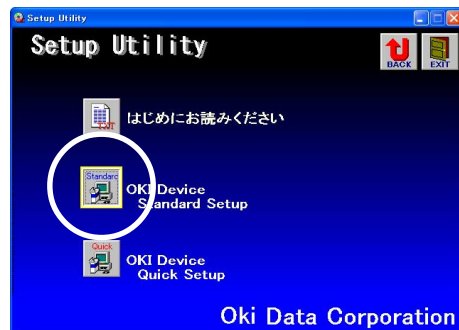 Setup Utility
Setup Utility
BACK
EXIT
TXT
はじめにお読みください
Standard
OKI Device
Standard Setup
Quick
OKI Device
Quick Setup
Oki Data Corporation